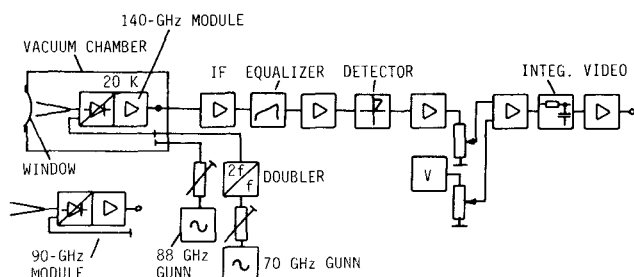 140-GHz MODULE
VACUUM CHAMBER
20 K
IF EQUALIZER DETECTOR
INTEG. VIDEO
WINDOW
2f
f
DOUBLER
V
90-GHz
MODULE
88 GHz
GUNN
70 GHz GUNN